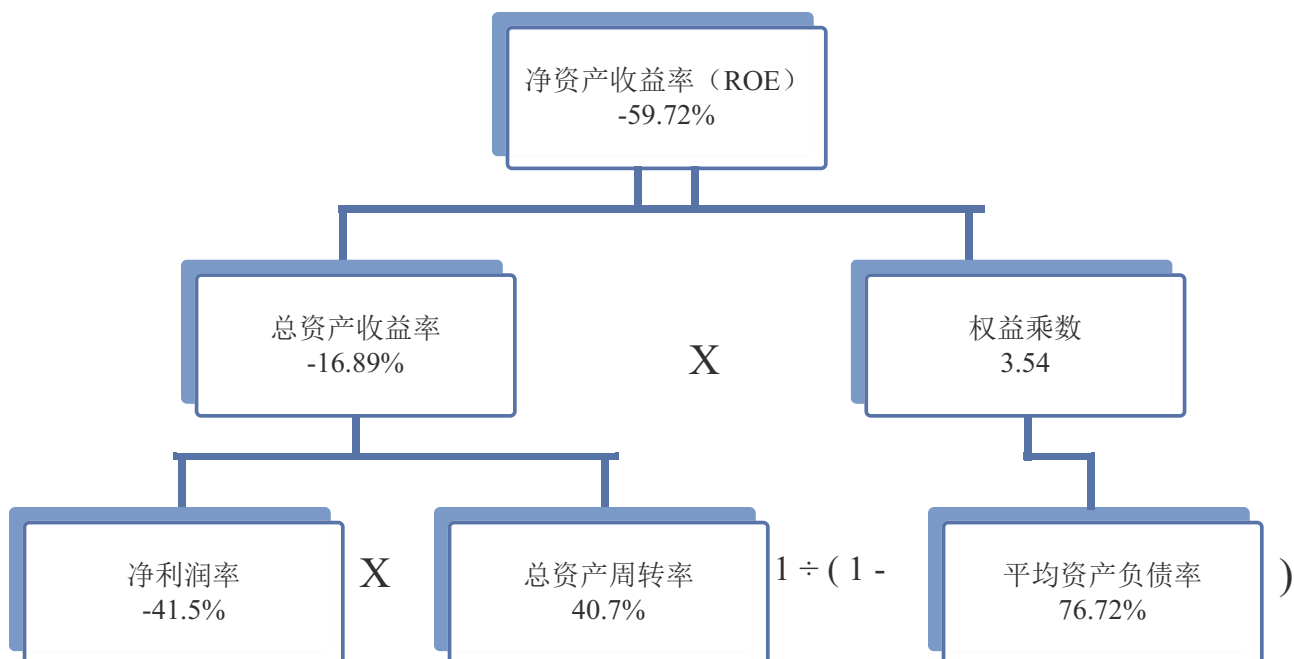 净资产收益率（ROE）
-59.72%
总资产收益率
-16.89%
X
权益乘数
3.54
净利润率
-41.5%
X
总资产周转率
40.7%
1 ÷ ( 1 -
平均资产负债率
76.72%
)